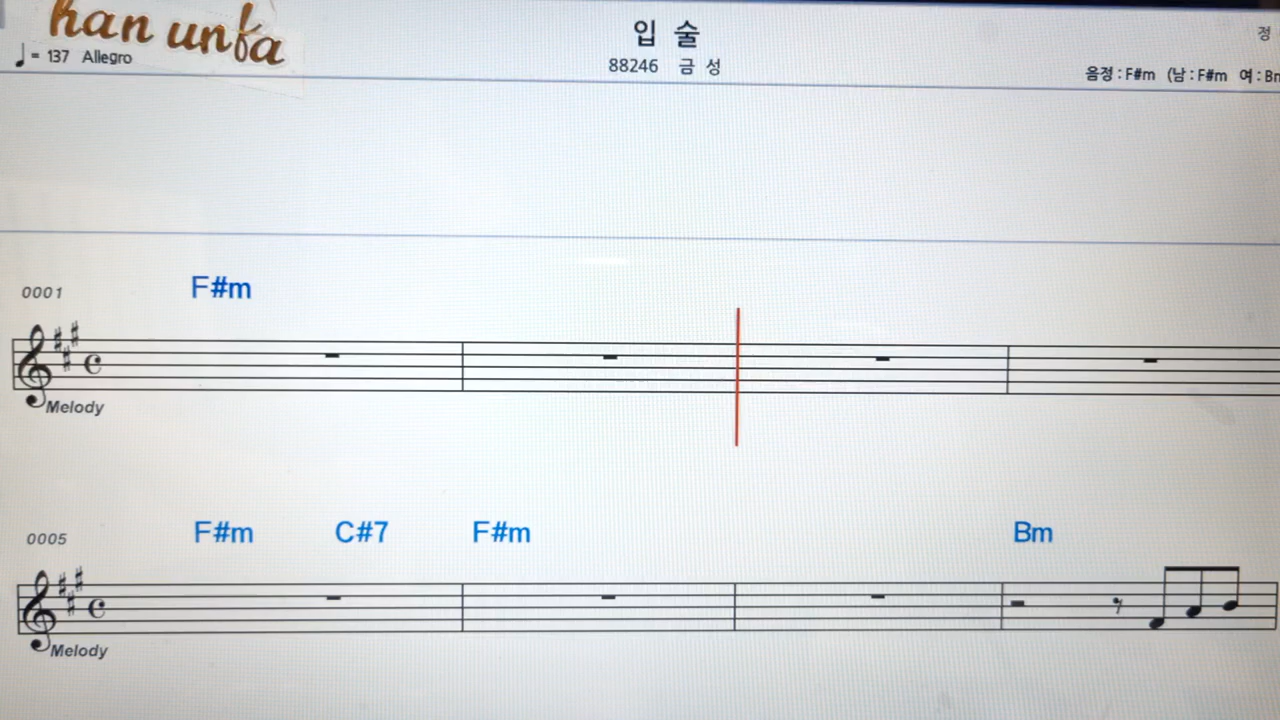 han unba
♩= 137 Allegro
입 술
88246 금 성
정
음정 : F#m (남 : F#m 여 : Bm
0001
F#m
Melody
0005
F#m C#7 F#m Bm
Melody